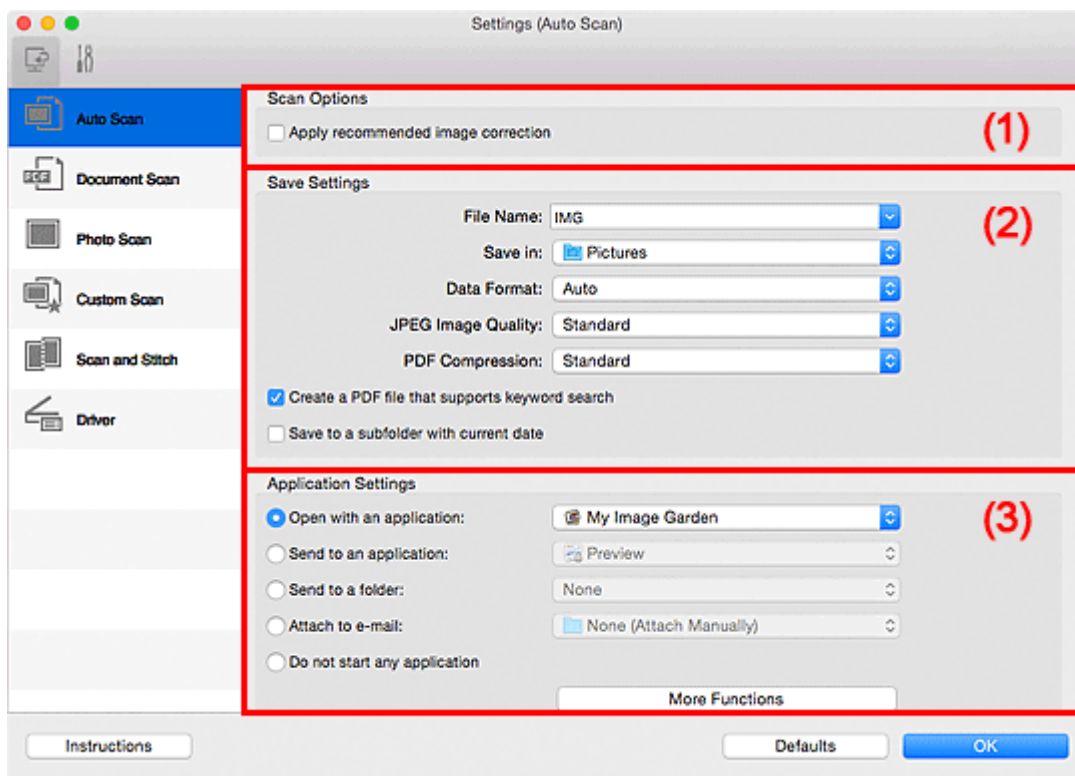 Settings (Auto Scan)
Auto Scan
Document Scan
Photo Scan
Custom Scan
Scan and Stitch
Driver
Scan Options
Apply recommended image correction
(1)
Save Settings
(2)
File Name: IMG
Save in: Pictures
Data Format: Auto
JPEG Image Quality: Standard
PDF Compression: Standard
Create a PDF file that supports keyword search
Save to a subfolder with current date
Application Settings
(3)
Open with an application: My Image Garden
Send to an application: Preview
Send to a folder: None
Attach to e-mail: None (Attach Manually)
Do not start any application
More Functions
Instructions
Defaults
OK